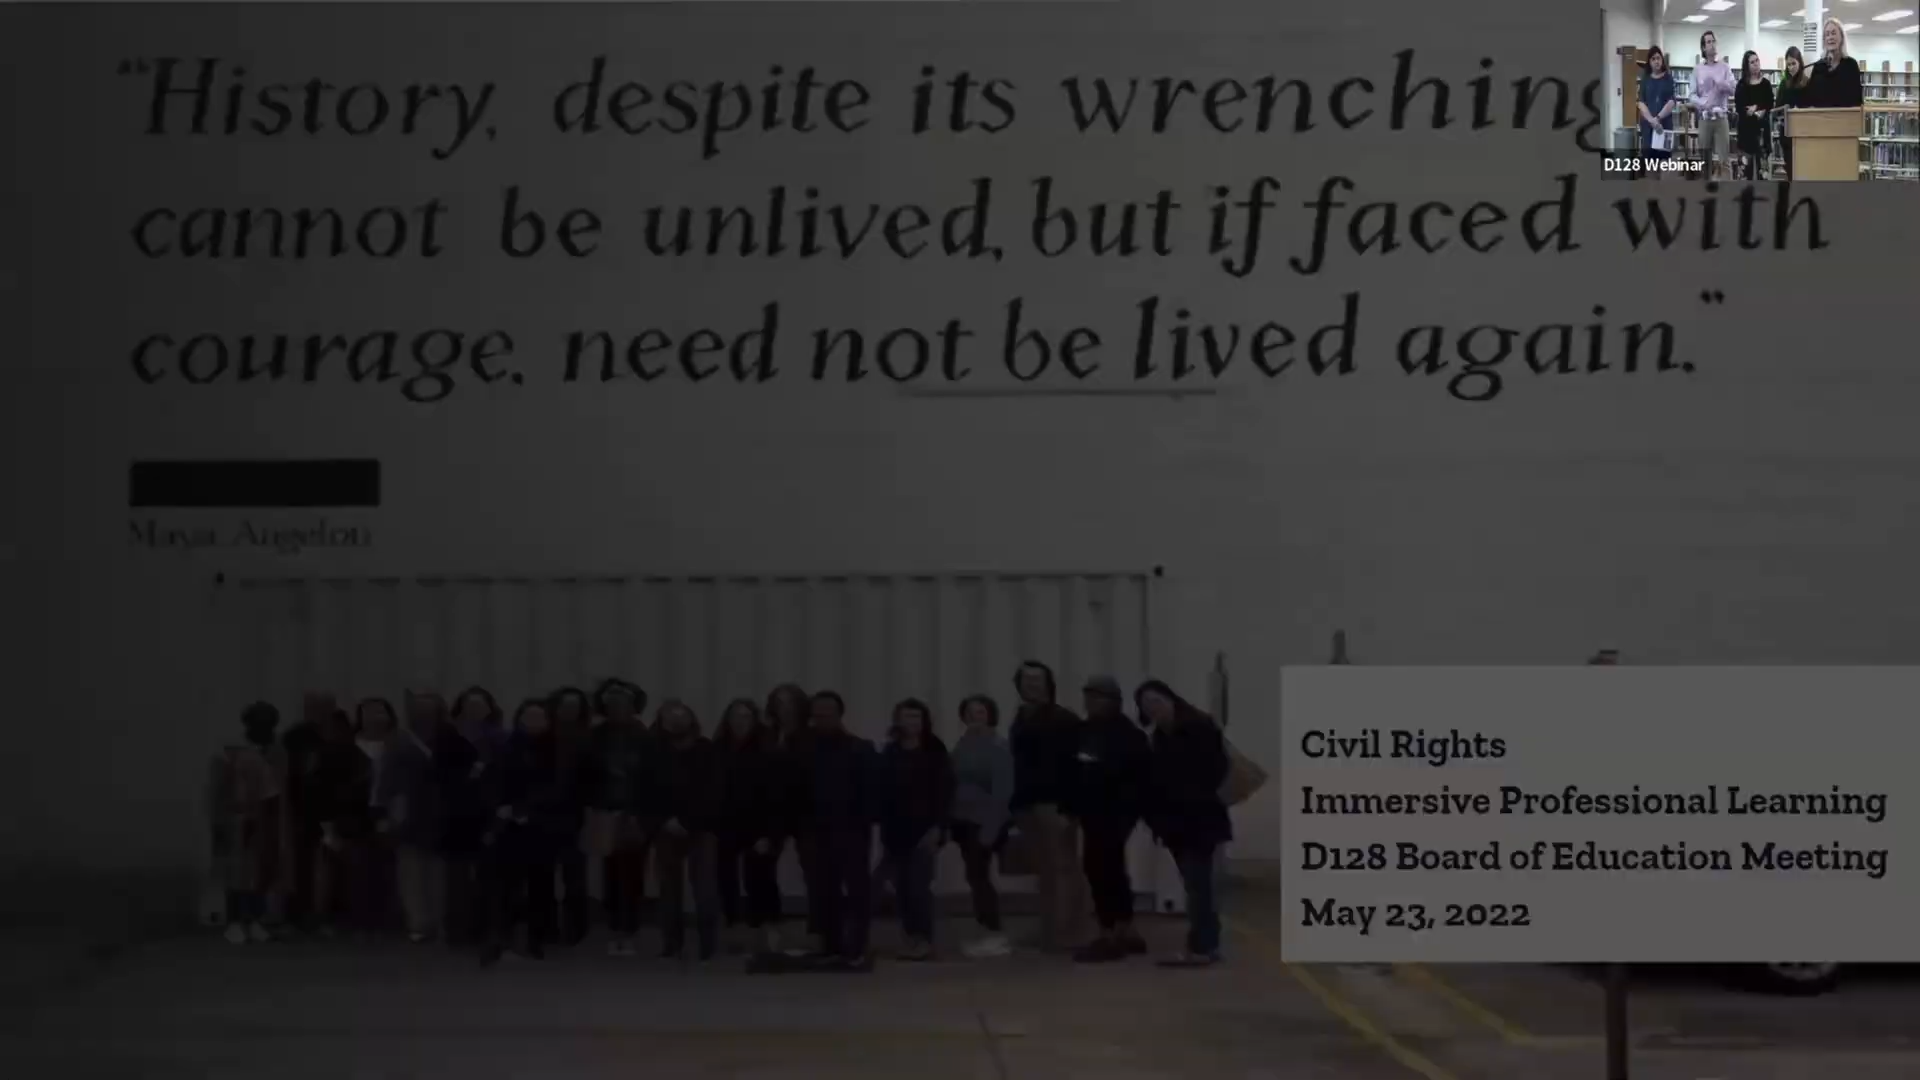 “History, despite its wrenching
cannot be unlived, but if faced with
courage, need not be lived again.”
Maya Angelou
D128 Webinar
Civil Rights
Immersive Professional Learning
D128 Board of Education Meeting
May 23, 2022